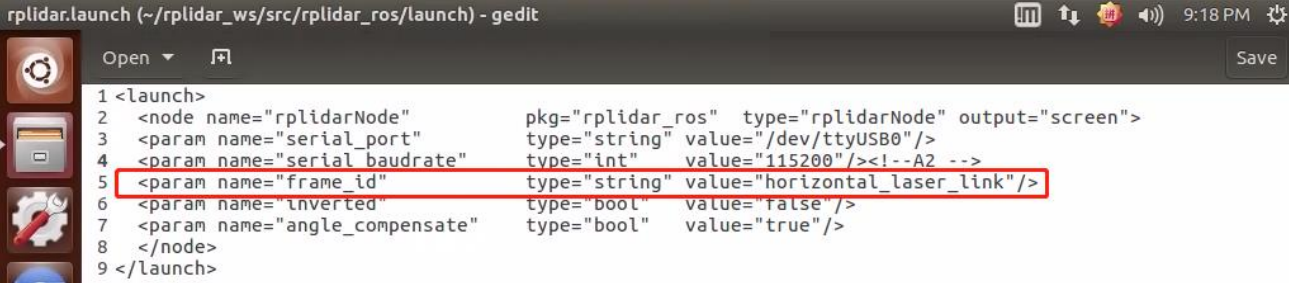 rplidar.launch (~/rplidar_ws/src/rplidar_ros/launch) - gedit
9:18 PM
Open
Save
1 <launch>
2 <node name="rplidarNode" pkg="rplidar_ros" type="rplidarNode" output="screen">
3 <param name="serial_port" type="string" value="/dev/ttyUSB0"/>
4 <param name="serial_baudrate" type="int" value="115200"/><!--A2 -->
5 <param name="frame_id" type="string" value="horizontal_laser_link"/>
6 <param name="inverted" type="bool" value="false"/>
7 <param name="angle_compensate" type="bool" value="true"/>
8 </node>
9 </launch>